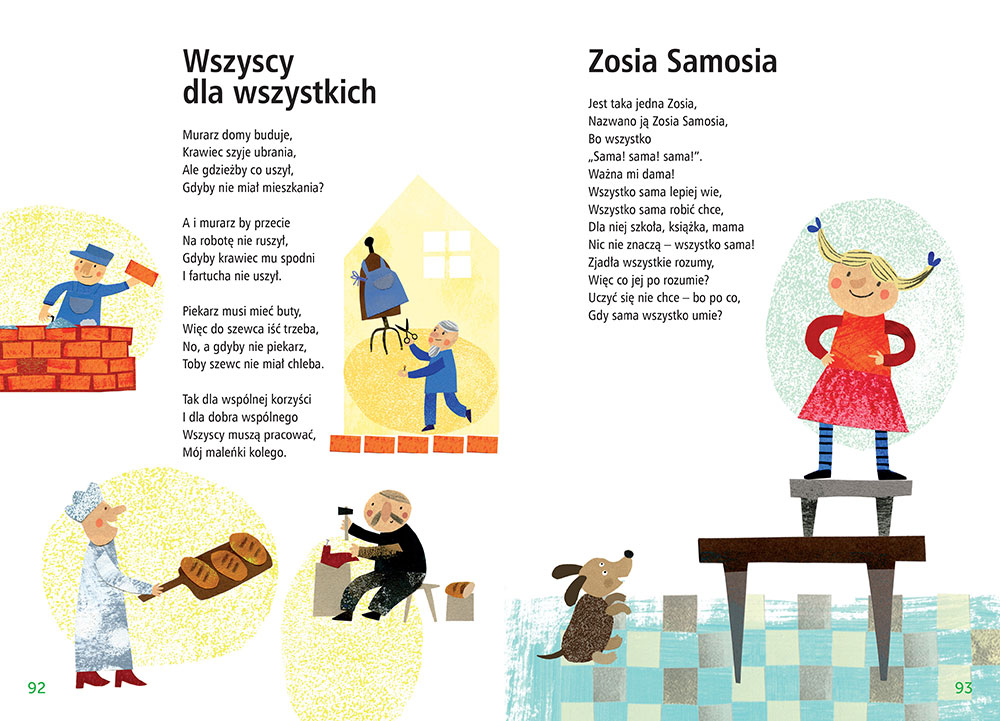 Wszyscy
dla wszystkich
Murarz domy buduje,
Krawiec szyje ubrania,
Ale gdzieżby co uszył,
Gdyby nie miał mieszkania?
A i murarz by przecie
Na robotę nie ruszył,
Gdyby krawiec mu spodni
I fartucha nie uszył.
Piekarz musi mieć buty,
Więc do szewca iść trzeba,
No, a gdyby nie piekarz,
Toby szewc nie miał chleba.
Tak dla wspólnej korzyści
I dla dobra wspólnego
Wszyscy muszą pracować,
Mój maleńki kolego.
92
Zosia Samosia
Jest taka jedna Zosia,
Nazwano ją Zosia Samosia,
Bo wszystko
„Sama! sama! sama!”.
Ważna mi dama!
Wszystko sama lepiej wie,
Wszystko sama robić chce,
Dla niej szkoła, książka, mama
Nic nie znaczą – wszystko sama!
Zjadła wszystkie rozumy,
Więc co jej po rozumie?
Uczyć się nie chce – bo po co,
Gdy sama wszystko umie?
93